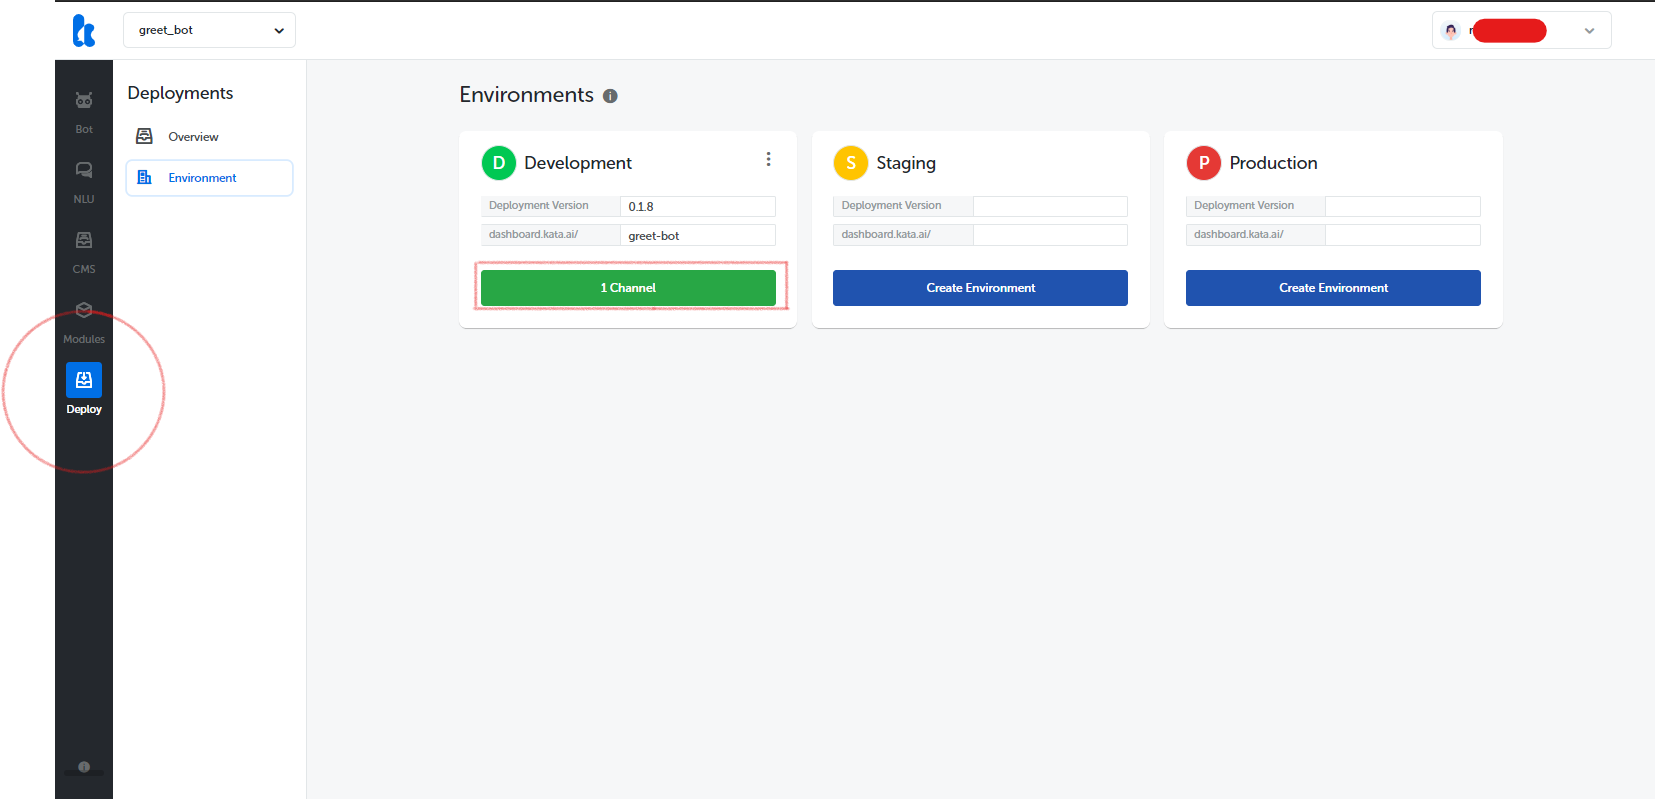 greet_bot
Bot
NLU
CMS
Modules
Deploy
Deployments
Overview
Environment
Environments
D Development
Deployment Version 0.1.8
dashboard.kata.ai/ greet-bot
1 Channel
S Staging
Deployment Version
dashboard.kata.ai/
Create Environment
P Production
Deployment Version
dashboard.kata.ai/
Create Environment